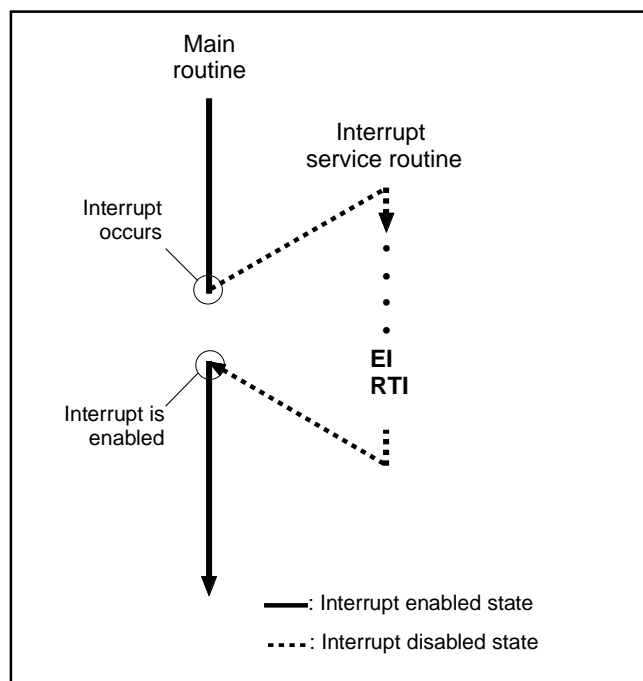 Main
routine
Interrupt
service routine
Interrupt
occurs
EI
RTI
Interrupt is
enabled
: Interrupt enabled state
: Interrupt disabled state